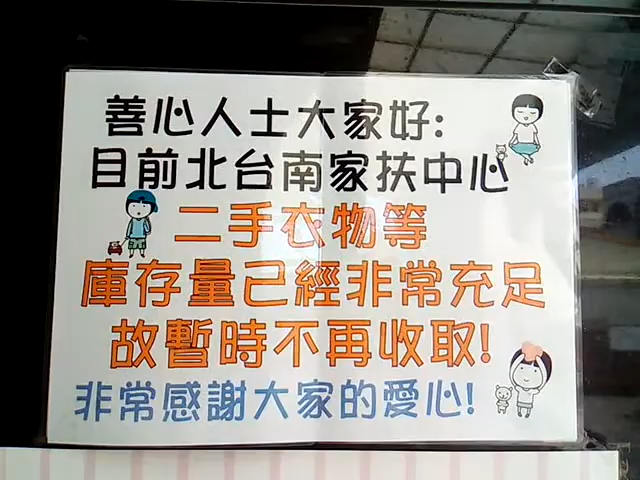 善心人士大家好:
目前北台南家扶中心
二手衣物等
庫存量已經非常充足
故暫時不再收取!
非常感謝大家的愛心!